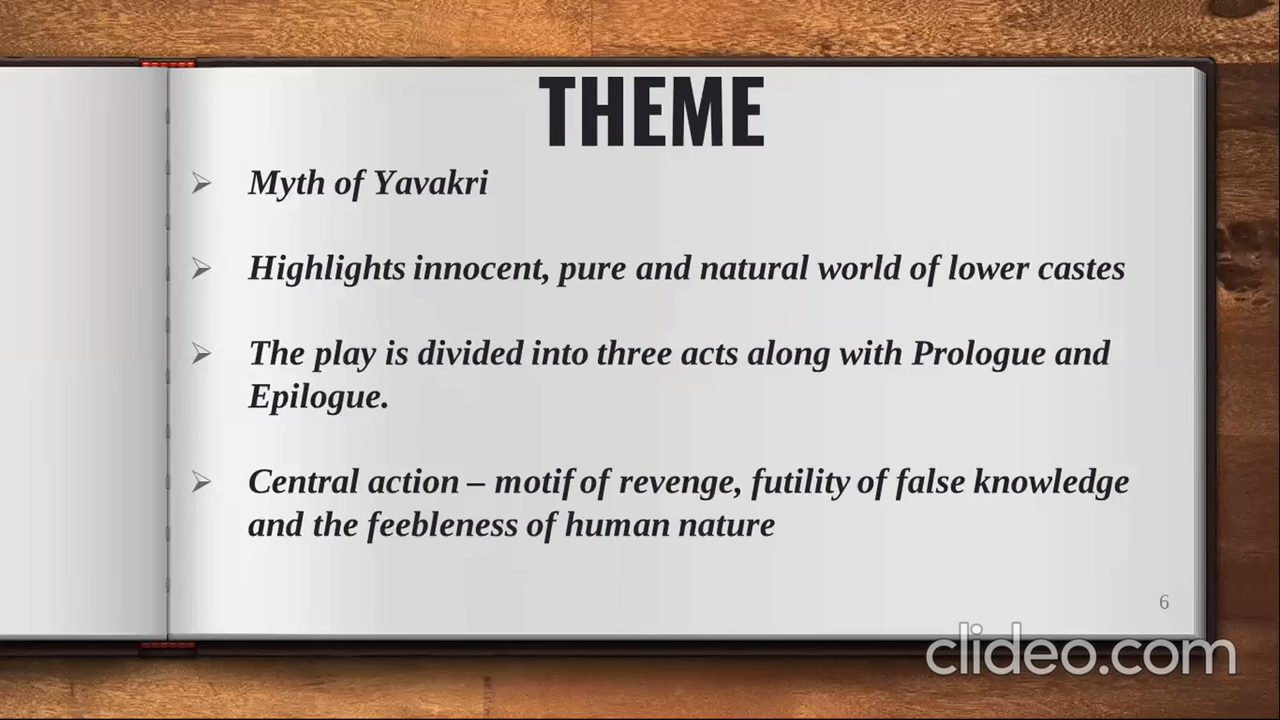 THEME
Myth of Yavakri
Highlights innocent, pure and natural world of lower castes
The play is divided into three acts along with Prologue and
Epilogue.
Central action – motif of revenge, futility of false knowledge
and the feebleness of human nature
6
clideo.com